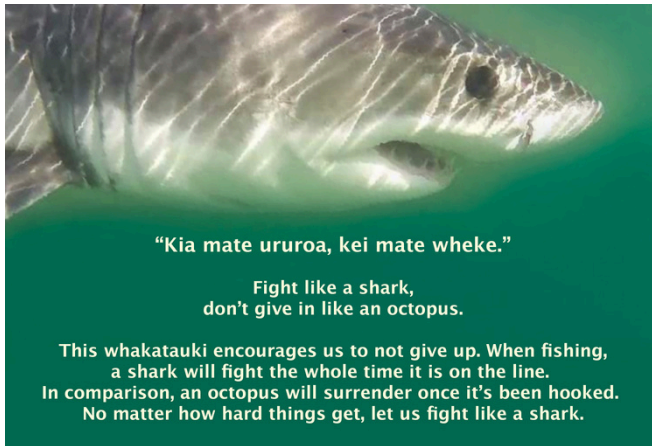 “Kia mate ururoa, kei mate wheke.”
Fight like a shark,
don’t give in like an octopus.
This whakatauki encourages us to not give up. When fishing,
a shark will fight the whole time it is on the line.
In comparison, an octopus will surrender once it’s been hooked.
No matter how hard things get, let us fight like a shark.